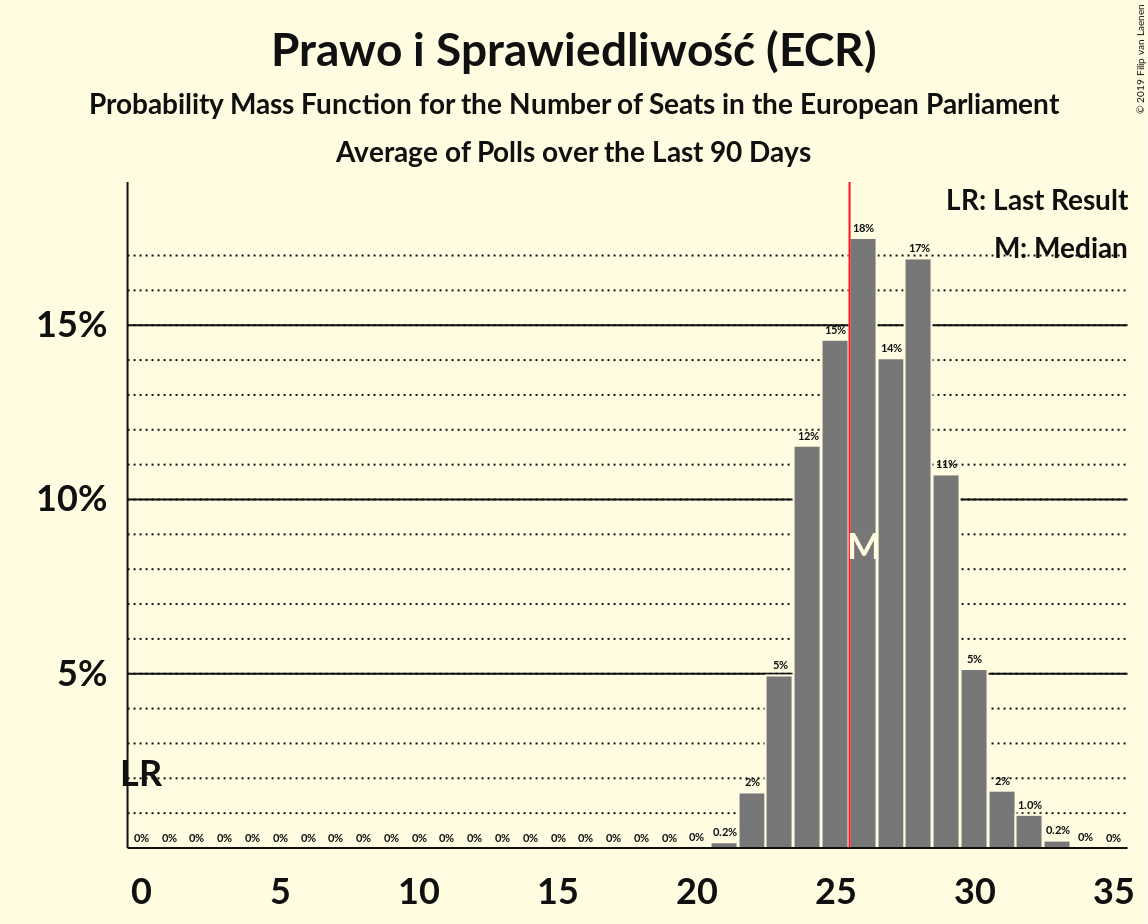 Prawo i Sprawiedliwość (ECR)
Probability Mass Function for the Number of Seats in the European Parliament
Average of Polls over the Last 90 Days
© 2019 Filip van Laenen
LR: Last Result
M: Median
18%
17%
15%
15%
14%
12%
11%
10%
M
5%
5%
5%
LR
2%
2%
1.0%
0% 0% 0% 0% 0% 0% 0% 0% 0% 0% 0% 0% 0% 0% 0% 0% 0% 0% 0% 0% 0% 0.2% 0.2% 0% 0%
0 5 10 15 20 25 30 35